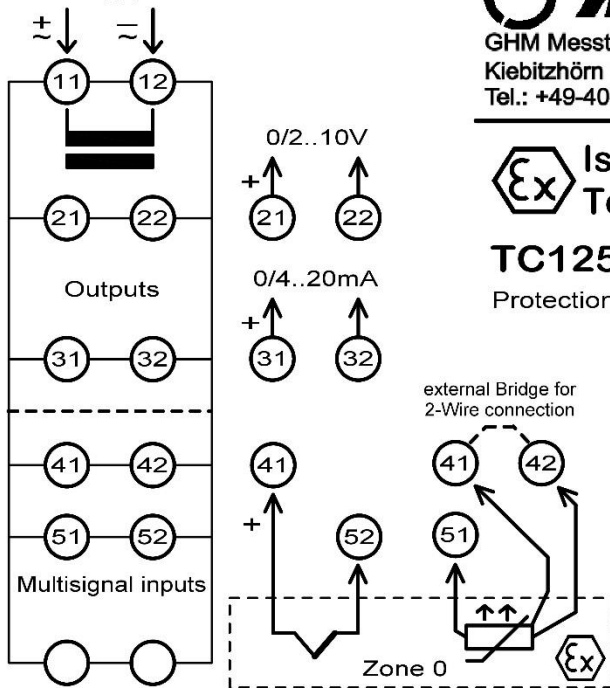 +
~
–
~
11 12
GHM Messt
Kiebitzhörn
Tel.: +49-40
0/2..10V
Ex
Is
21 22
+
21 22
TC125
Outputs
0/4..20mA
Protection
31 32
+
31 32
external Bridge for
2-Wire connection
41 42
41
41 42
51 52
+
52
51
Multisignal inputs
Zone 0
Ex